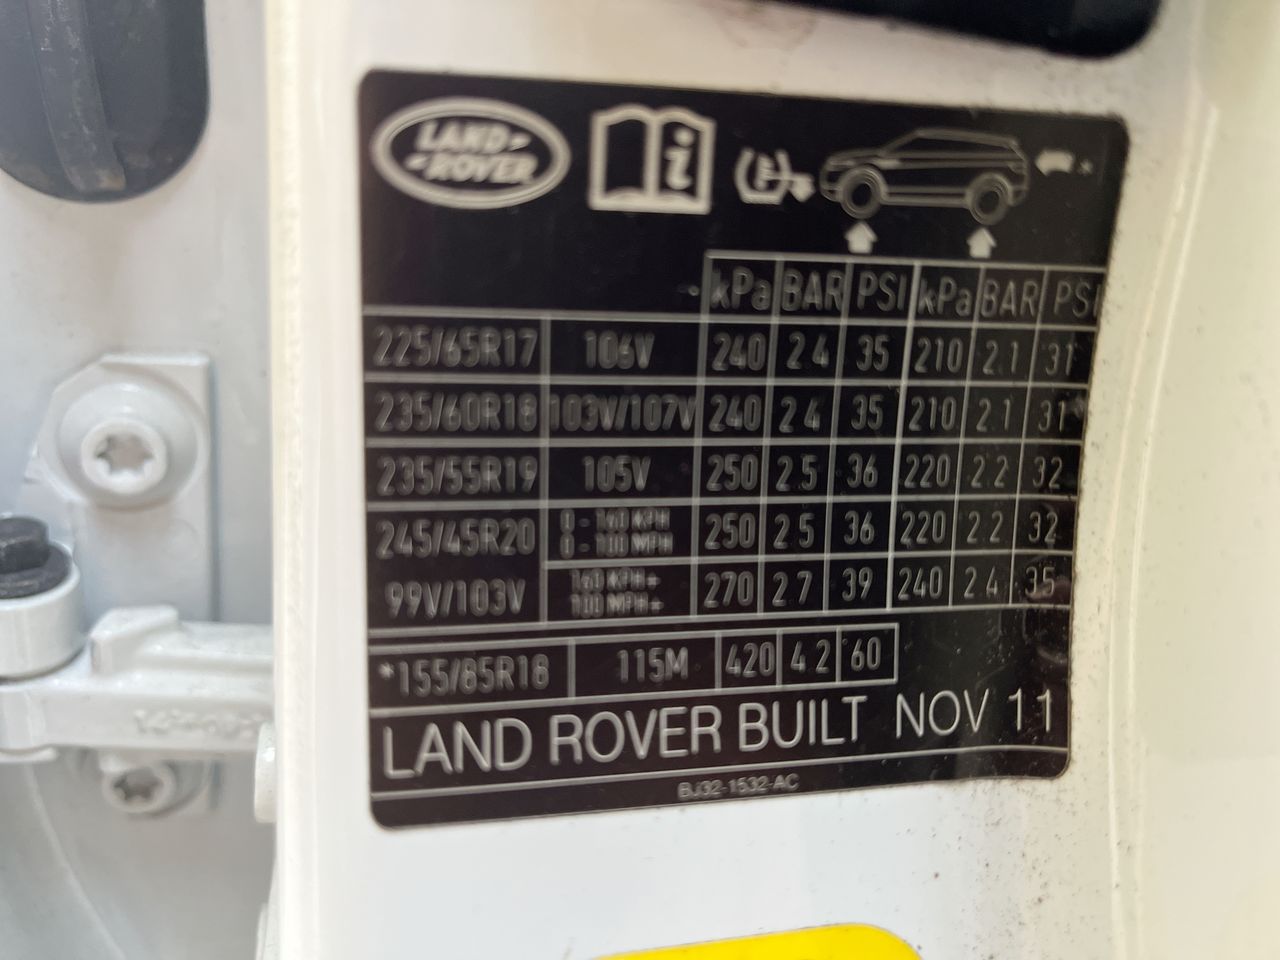 LAND ROVER
i
kPa BAR PSI kPa BAR PSI
225/65R17 106V 240 2.4 35 210 2.1 31
235/60R18 103V/107V 240 2.4 35 210 2.1 31
235/55R19 105V 250 2.5 36 220 2.2 32
245/45R20 0 - 160 KPH 250 2.5 36 220 2.2 32
0 - 100 MPH
99V/103V 160 KPH+ 270 2.7 39 240 2.4 35
100 MPH+
*155/85R18 115M 420 4.2 60
LAND ROVER BUILT NOV 11
BJ32-1532-AC